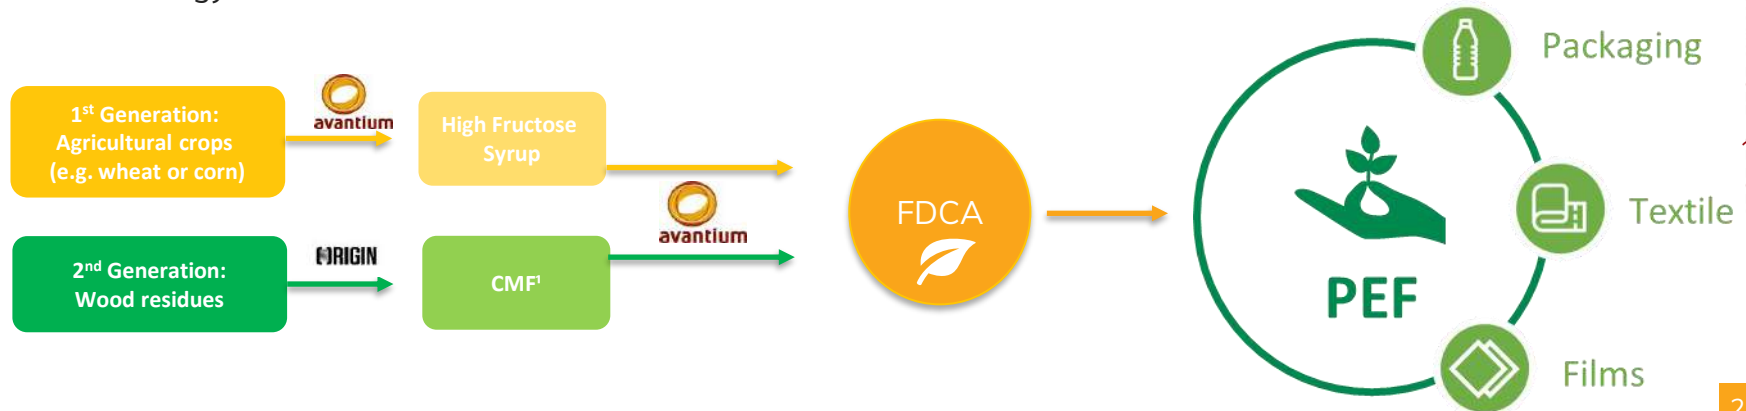 1st Generation:
Agricultural crops
(e.g. wheat or corn)
avantium
High Fructose
Syrup
avantium
2nd Generation:
Wood residues
ORIGIN
CMF¹
FDCA
PEF
Packaging
Textile
Films
2